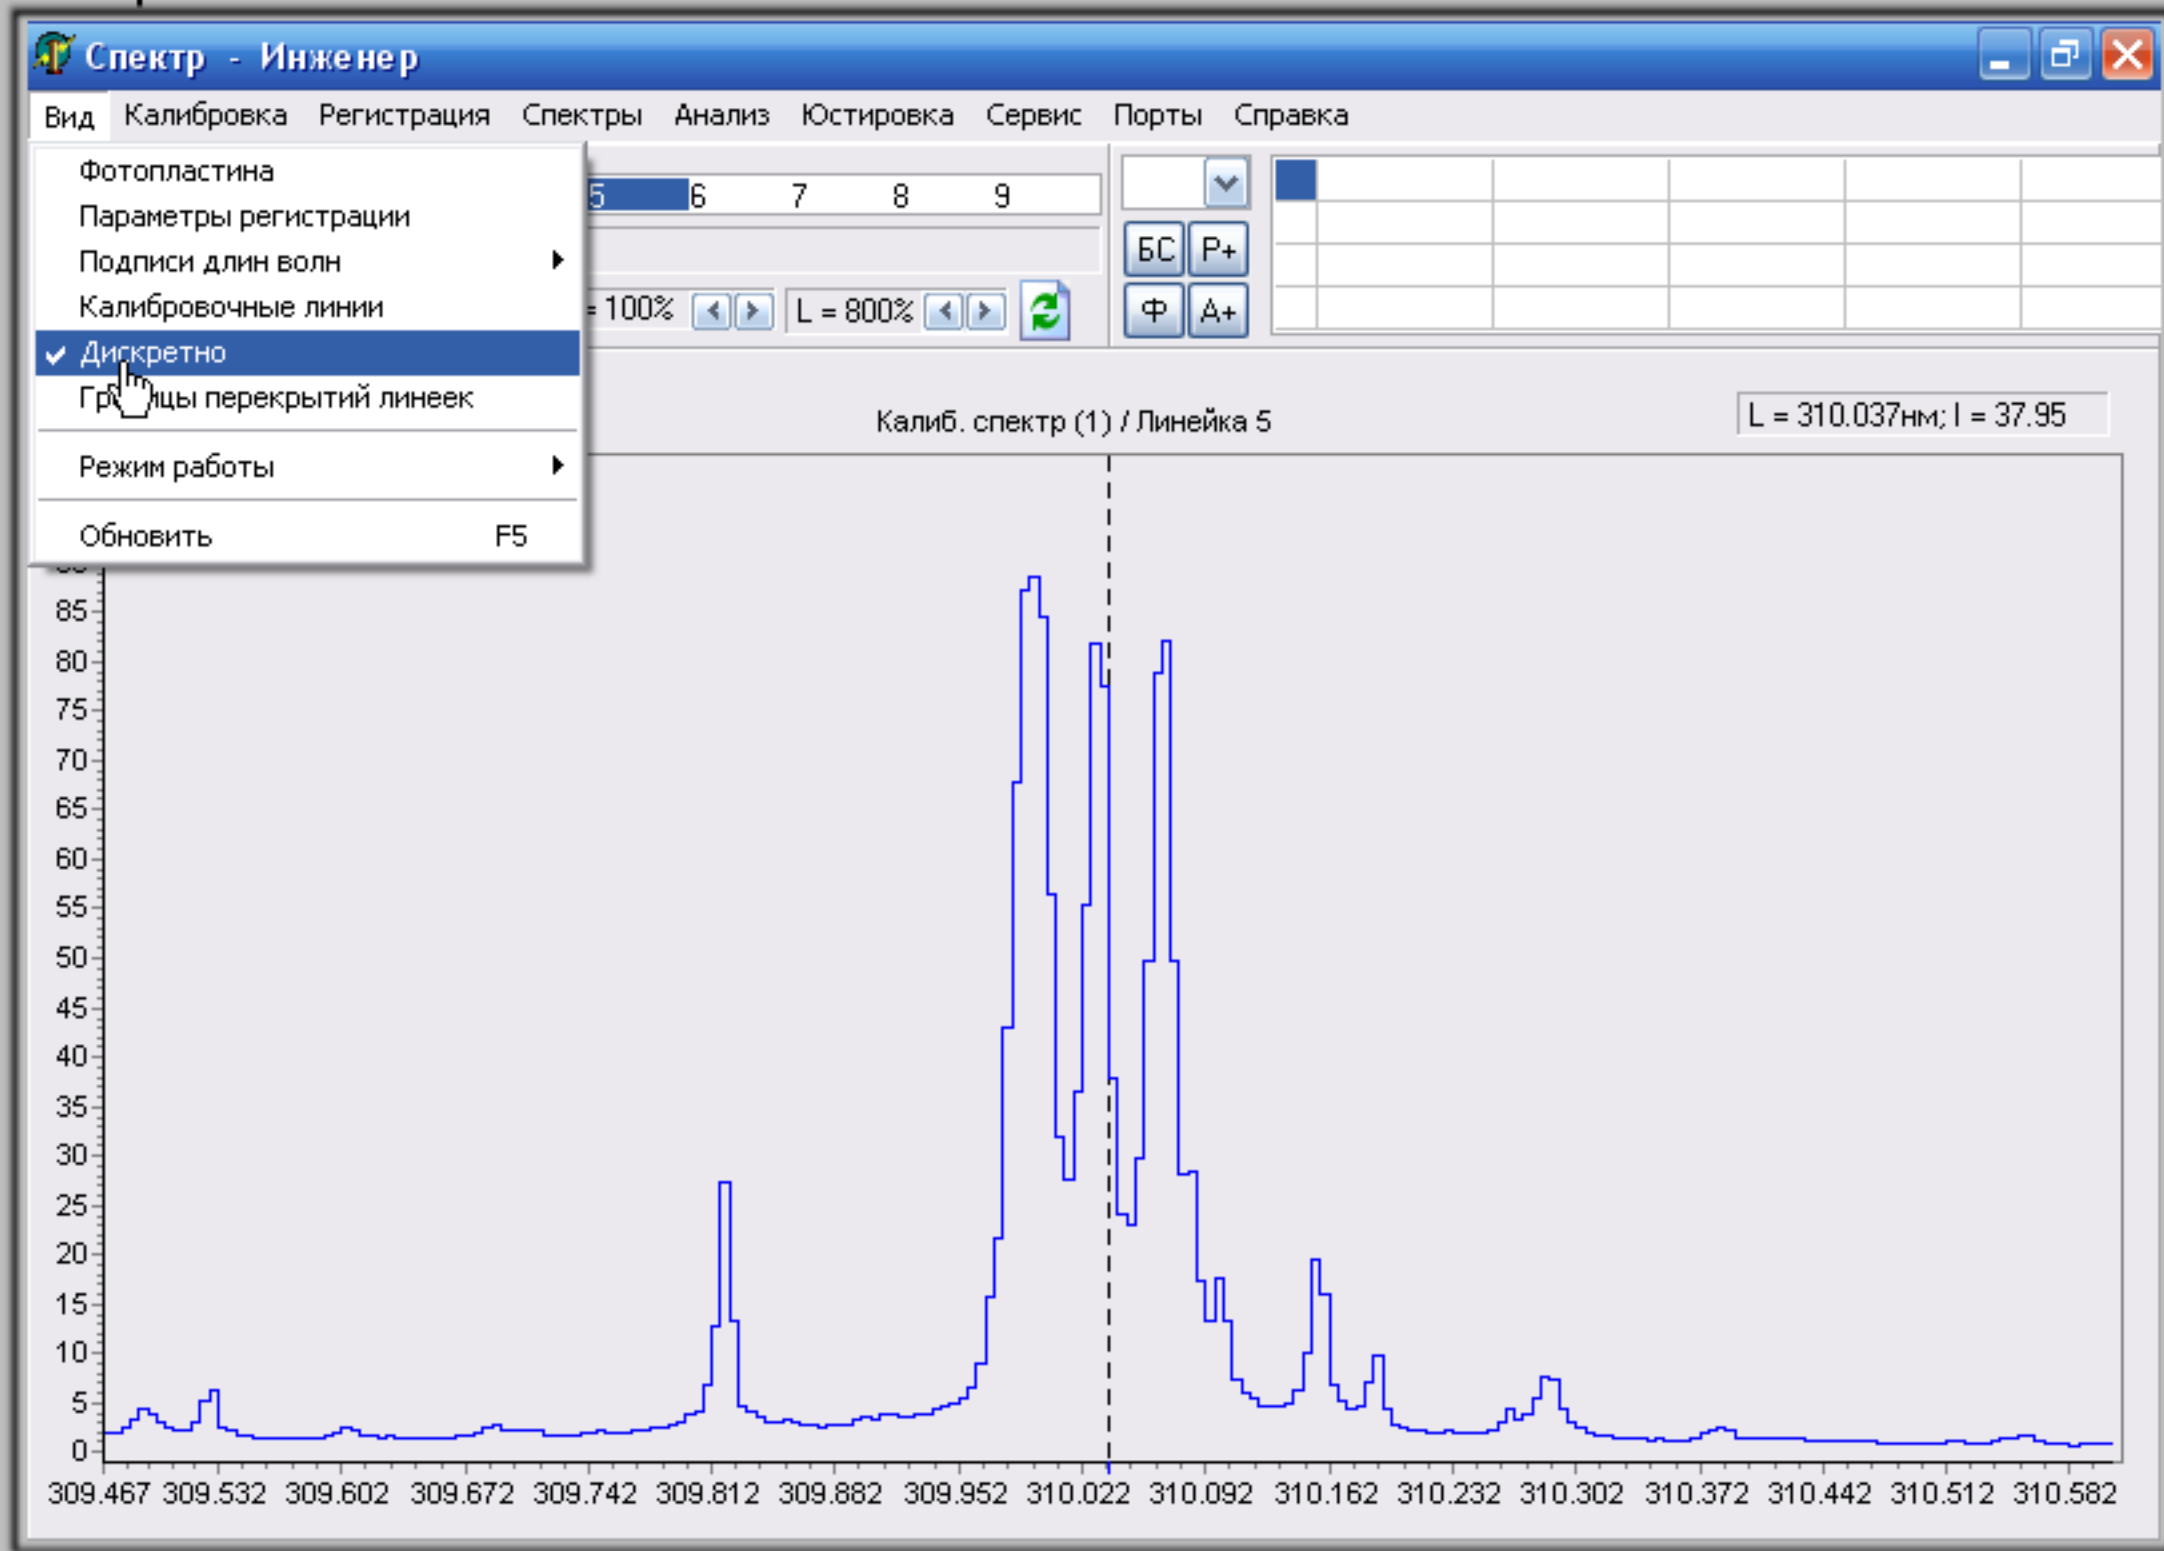 Спектр - Инженер
Вид Калибровка Регистрация Спектры Анализ Юстировка Сервис Порты Справка
Фотопластина
Параметры регистрации
Подписи длин волн
Калибровочные линии
Дискретно
перекрытий линеек
Режим работы
Обновить F5
5 6 7 8 9
= 100% L = 800%
БС Р+
Ф А+
Калиб. спектр (1) / Линейка 5
L = 310.037нм; I = 37.95
85
80
75
70
65
60
55
50
45
40
35
30
25
20
15
10
5
0
309.467 309.532 309.602 309.672 309.742 309.812 309.882 309.952 310.022 310.092 310.162 310.232 310.302 310.372 310.442 310.512 310.582